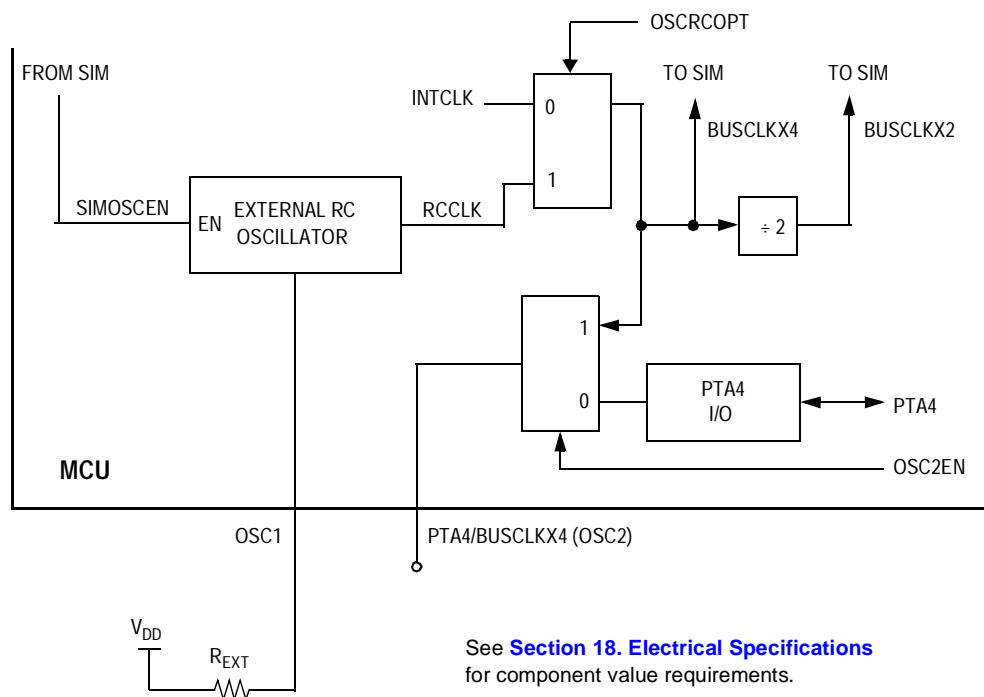 OSCRCOPT
FROM SIM
TO SIM
TO SIM
INTCLK
0
BUSCLKX4
BUSCLKX2
1
SIMOSCEN
EN
EXTERNAL RC
OSCILLATOR
RCCLK
÷ 2
1
0
PTA4
I/O
PTA4
MCU
OSC2EN
OSC1
PTA4/BUSCLKX4 (OSC2)
VDD
REXT
See Section 18. Electrical Specifications
for component value requirements.